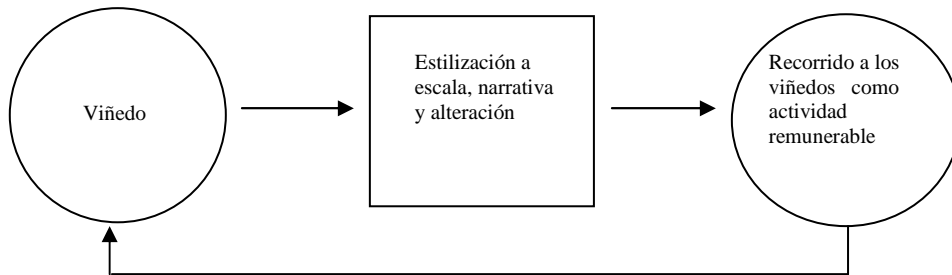 Viñedo
Estilización a
escala, narrativa
y alteración
Recorrido a los
viñedos como
actividad
remunerable